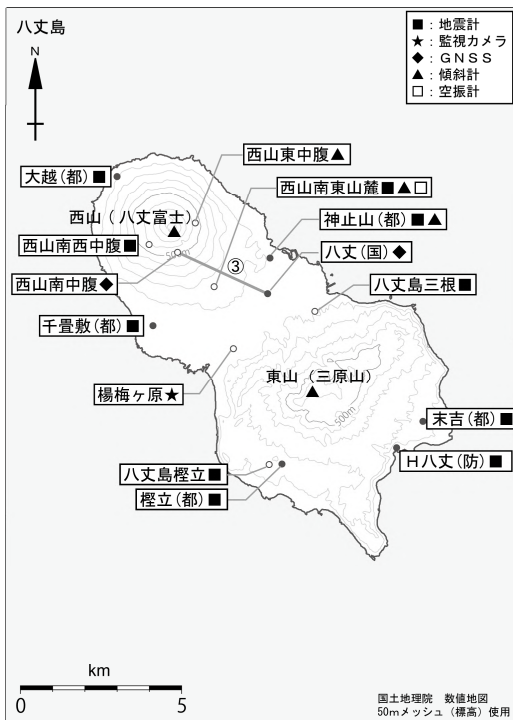 八丈島
N
■：地震計
★：監視カメラ
◆：ＧＮＳＳ
▲：傾斜計
□：空振計
西山東中腹▲
大越(都)■
西山南東山麓■▲□
西山（八丈富士）
神止山(都)■▲
西山南西中腹■
八丈(国)◆
500m
③
西山南中腹◆
八丈島三根■
千畳敷(都)■
東山（三原山）
楊梅ヶ原★
500m
末吉(都)■
Ｈ八丈(防)■
八丈島樫立■
樫立(都)■
km
0 5
国土地理院　数値地図
50mメッシュ（標高）使用